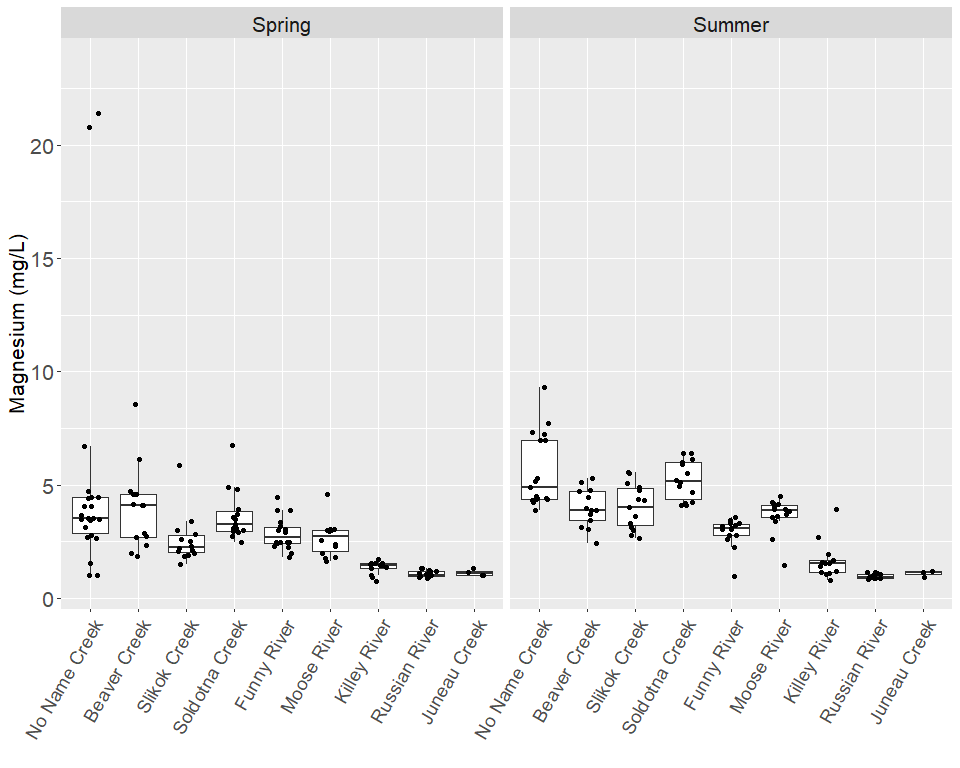 Spring
Summer
Magnesium (mg/L)
20
15
10
5
0
No Name Creek
Beaver Creek
Slikok Creek
Soldotna Creek
Funny River
Moose River
Killey River
Russian River
Juneau Creek
No Name Creek
Beaver Creek
Slikok Creek
Soldotna Creek
Funny River
Moose River
Killey River
Russian River
Juneau Creek